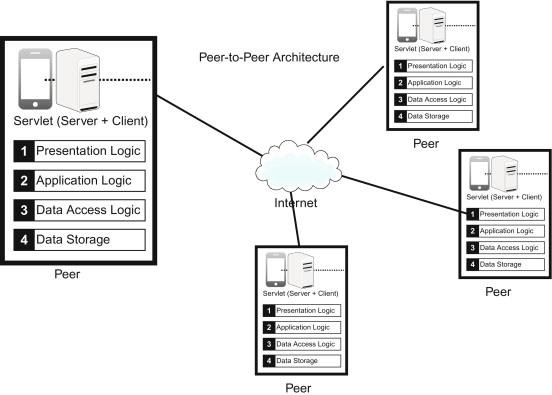 Peer-to-Peer Architecture
Servlet (Server + Client)
1 Presentation Logic
2 Application Logic
3 Data Access Logic
4 Data Storage
Peer
Servlet (Server + Client)
1 Presentation Logic
2 Application Logic
3 Data Access Logic
4 Data Storage
Peer
Internet
Servlet (Server + Client)
1 Presentation Logic
2 Application Logic
3 Data Access Logic
4 Data Storage
Peer
Servlet (Server + Client)
1 Presentation Logic
2 Application Logic
3 Data Access Logic
4 Data Storage
Peer